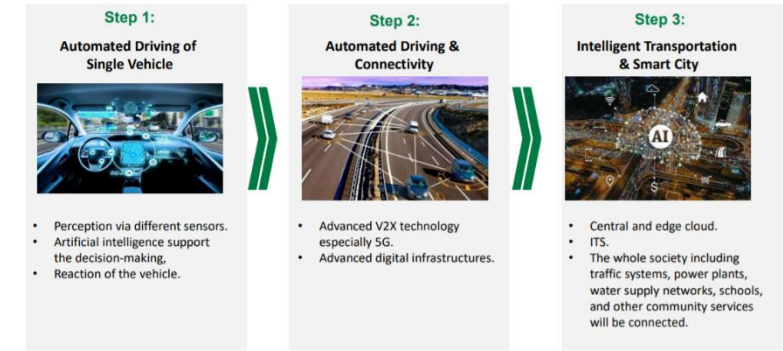 Step 1:
Automated Driving of
Single Vehicle
• Perception via different sensors.
• Artificial intelligence support
the decision-making,
• Reaction of the vehicle.
Step 2:
Automated Driving &
Connectivity
• Advanced V2X technology
especially 5G.
• Advanced digital infrastructures.
Step 3:
Intelligent Transportation
& Smart City
AI
• Central and edge cloud.
• ITS.
• The whole society including
traffic systems, power plants,
water supply networks, schools,
and other community services
will be connected.